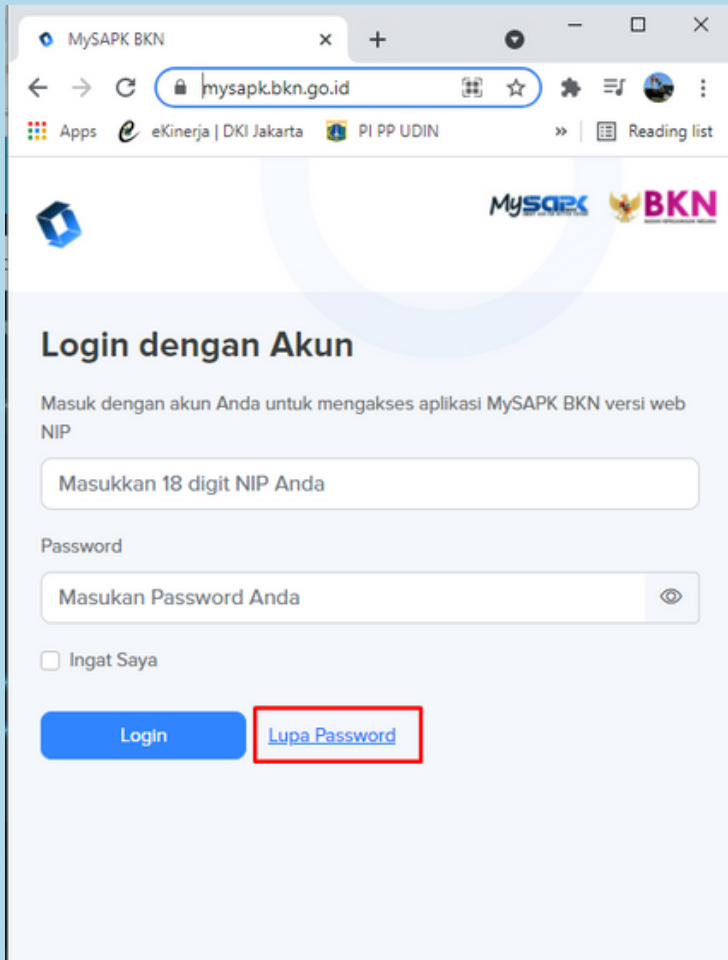 MySAPK BKN
mysapk.bkn.go.id
Apps eKinerja | DKI Jakarta PI PP UDIN » Reading list
MySAPK BKN
Login dengan Akun
Masuk dengan akun Anda untuk mengakses aplikasi MySAPK BKN versi web
NIP
Masukkan 18 digit NIP Anda
Password
Masukan Password Anda
Ingat Saya
Login Lupa Password